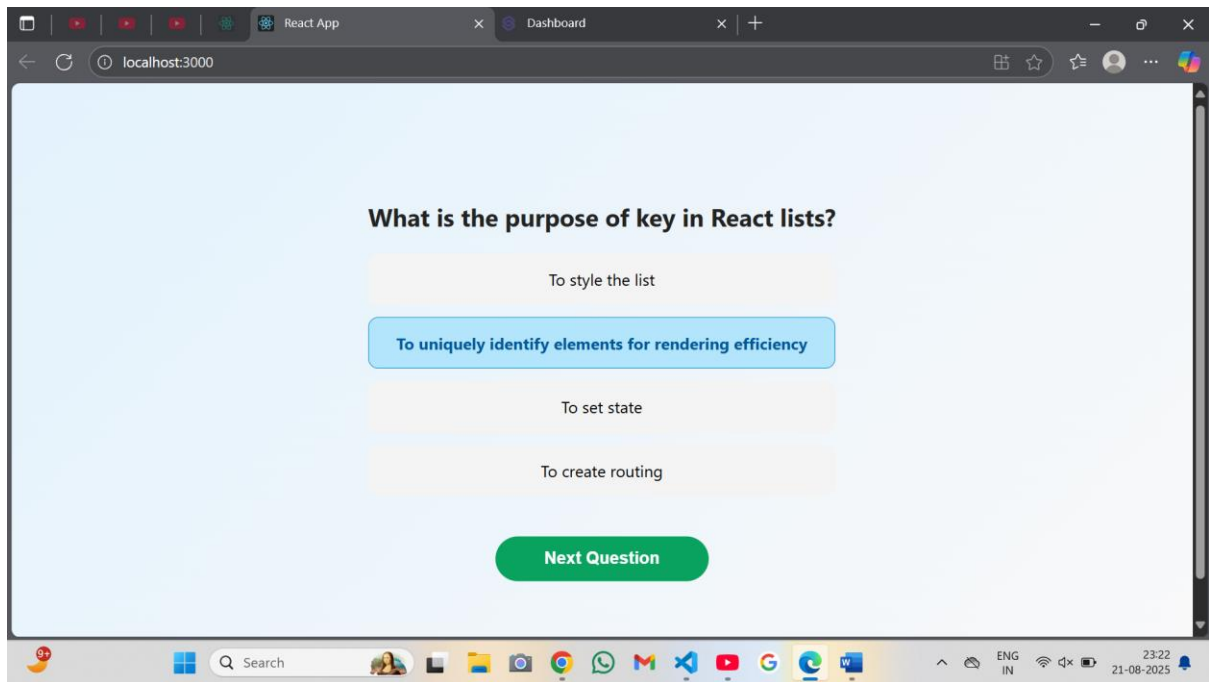 React App
Dashboard
localhost:3000
What is the purpose of key in React lists?
To style the list
To uniquely identify elements for rendering efficiency
To set state
To create routing
Next Question
9+
Search
ENG
IN
23:22
21-08-2025